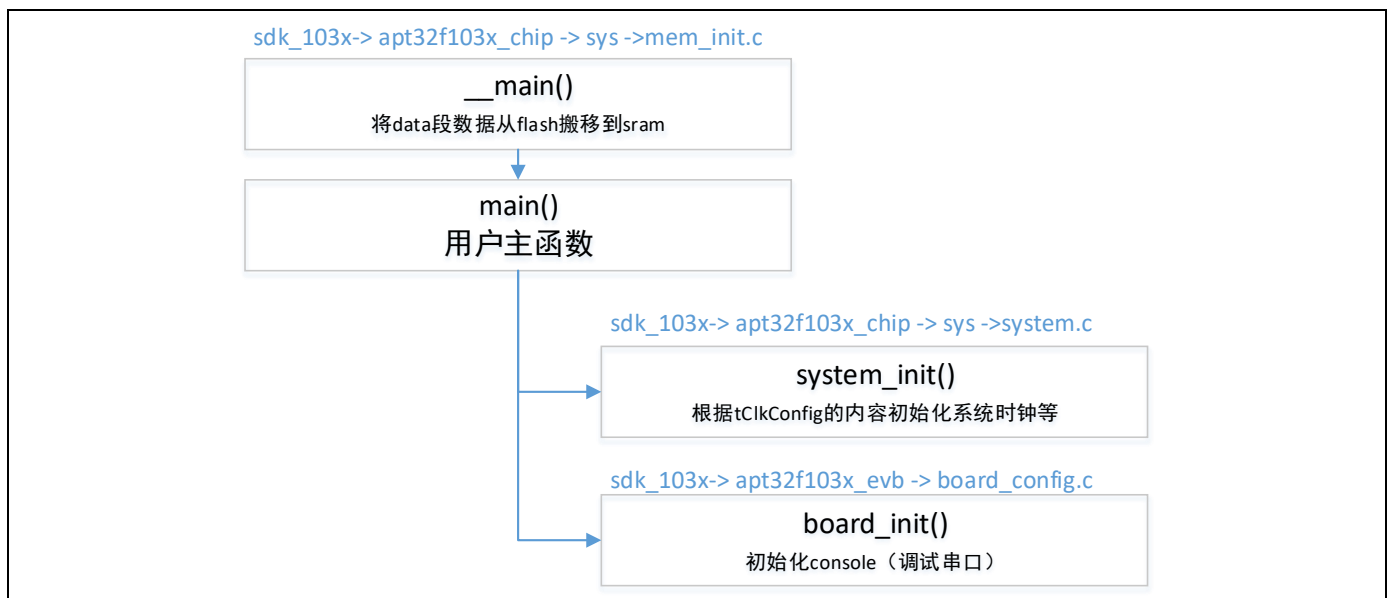 sdk_103x-> apt32f103x_chip -> sys ->mem_init.c
__main()
将data段数据从flash搬移到sram
main()
用户主函数
sdk_103x-> apt32f103x_chip -> sys ->system.c
system_init()
根据tClkConfig的内容初始化系统时钟等
sdk_103x-> apt32f103x_evb -> board_config.c
board_init()
初始化console（调试串口）